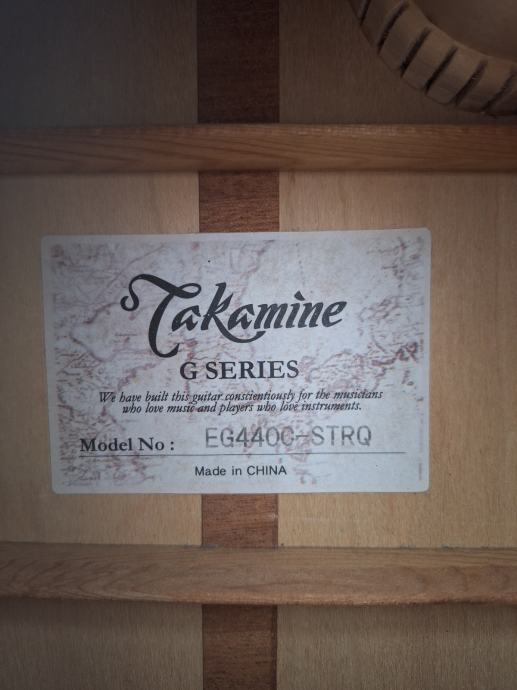 Takamine
G SERIES
We have built this guitar conscientiously for the musicians
who love music and players who love instruments.
Model No : EG440C-STRQ
Made in CHINA